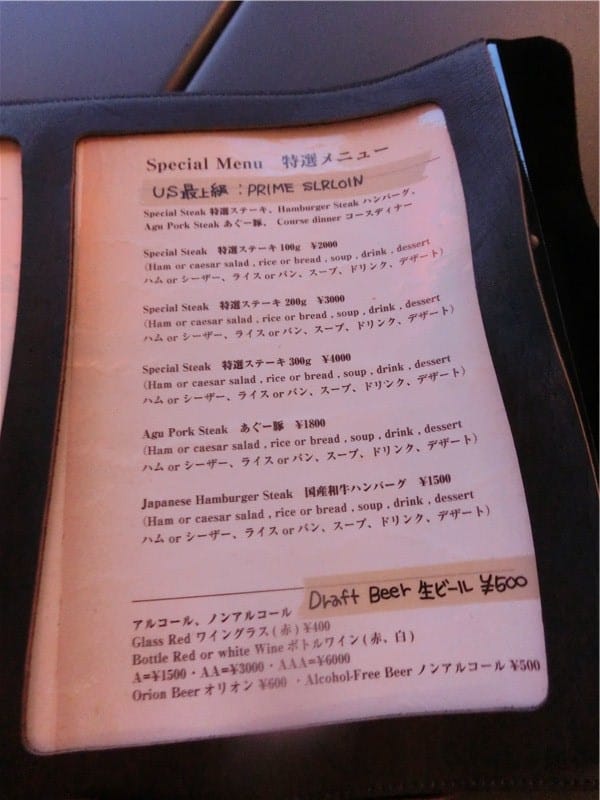 Special Menu 特選メニュー
US最上級：PRIME SLRLOIN
Special Steak 特選ステーキ、Hamburger Steak ハンバーグ、
Agu Pork Steak あぐー豚、 Course dinner コースディナー
Special Steak 特選ステーキ 100g ¥2000
(Ham or caesar salad , rice or bread , soup , drink , dessert
ハム or シーザー、ライス or パン、スープ、ドリンク、デザート)
Special Steak 特選ステーキ 200g ¥3000
(Ham or caesar salad , rice or bread , soup , drink , dessert
ハム or シーザー、ライス or パン、スープ、ドリンク、デザート)
Special Steak 特選ステーキ 300g ¥4000
(Ham or caesar salad , rice or bread , soup , drink , dessert
ハム or シーザー、ライス or パン、スープ、ドリンク、デザート)
Agu Pork Steak あぐー豚 ¥1800
(Ham or caesar salad , rice or bread , soup , drink , dessert
ハム or シーザー、ライス or パン、スープ、ドリンク、デザート)
Japanese Hamburger Steak 国産和牛ハンバーグ ¥1500
(Ham or caesar salad , rice or bread , soup , drink , dessert
ハム or シーザー、ライス or パン、スープ、ドリンク、デザート)
Draft Beer 生ビール ¥500
アルコール、ノンアルコール
Glass Red ワイングラス(赤) ¥400
Bottle Red or white Wine ボトルワイン(赤、白)
A=¥1500・AA=¥3000・AAA=¥6000
Orion Beer オリオン ¥600 ・Alcohol-Free Beer ノンアルコール ¥500